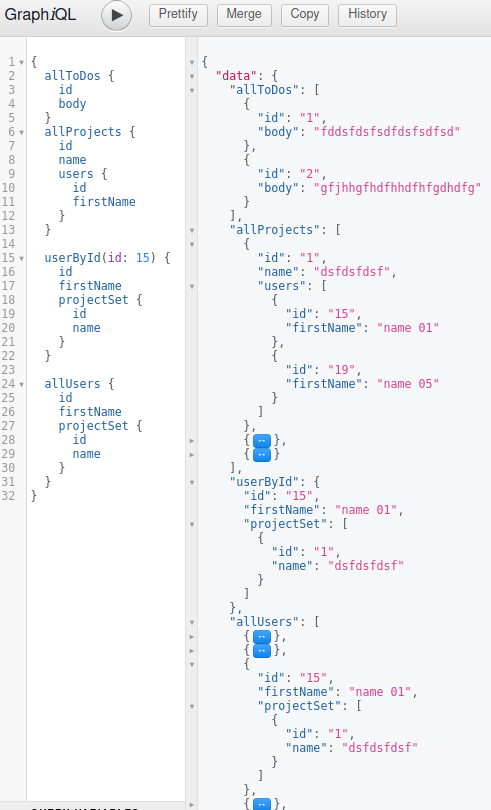 GraphiQL
Prettify
Merge
Copy
History
1 {
2 allToDos {
3 id
4 body
5 }
6 allProjects {
7 id
8 name
9 users {
10 id
11 firstName
12 }
13 }
14
15 userById(id: 15) {
16 id
17 firstName
18 projectSet {
19 id
20 name
21 }
22 }
23
24 allUsers {
25 id
26 firstName
27 projectSet {
28 id
29 name
30 }
31 }
32 }
{
"data": {
"allToDos": [
{
"id": "1",
"body": "fddsfdsfsdfdsfsdfsd"
},
{
"id": "2",
"body": "gfjhhgfhdfhhdfhfgdhdfg"
}
],
"allProjects": [
{
"id": "1",
"name": "dsfdsfdsf",
"users": [
{
"id": "15",
"firstName": "name 01"
},
{
"id": "19",
"firstName": "name 05"
}
]
},
{↔},
{↔}
],
"userById": {
"id": "15",
"firstName": "name 01",
"projectSet": [
{
"id": "1",
"name": "dsfdsfdsf"
}
]
},
"allUsers": [
{↔},
{↔},
{
"id": "15",
"firstName": "name 01",
"projectSet": [
{
"id": "1",
"name": "dsfdsfdsf"
}
]
},
{↔},